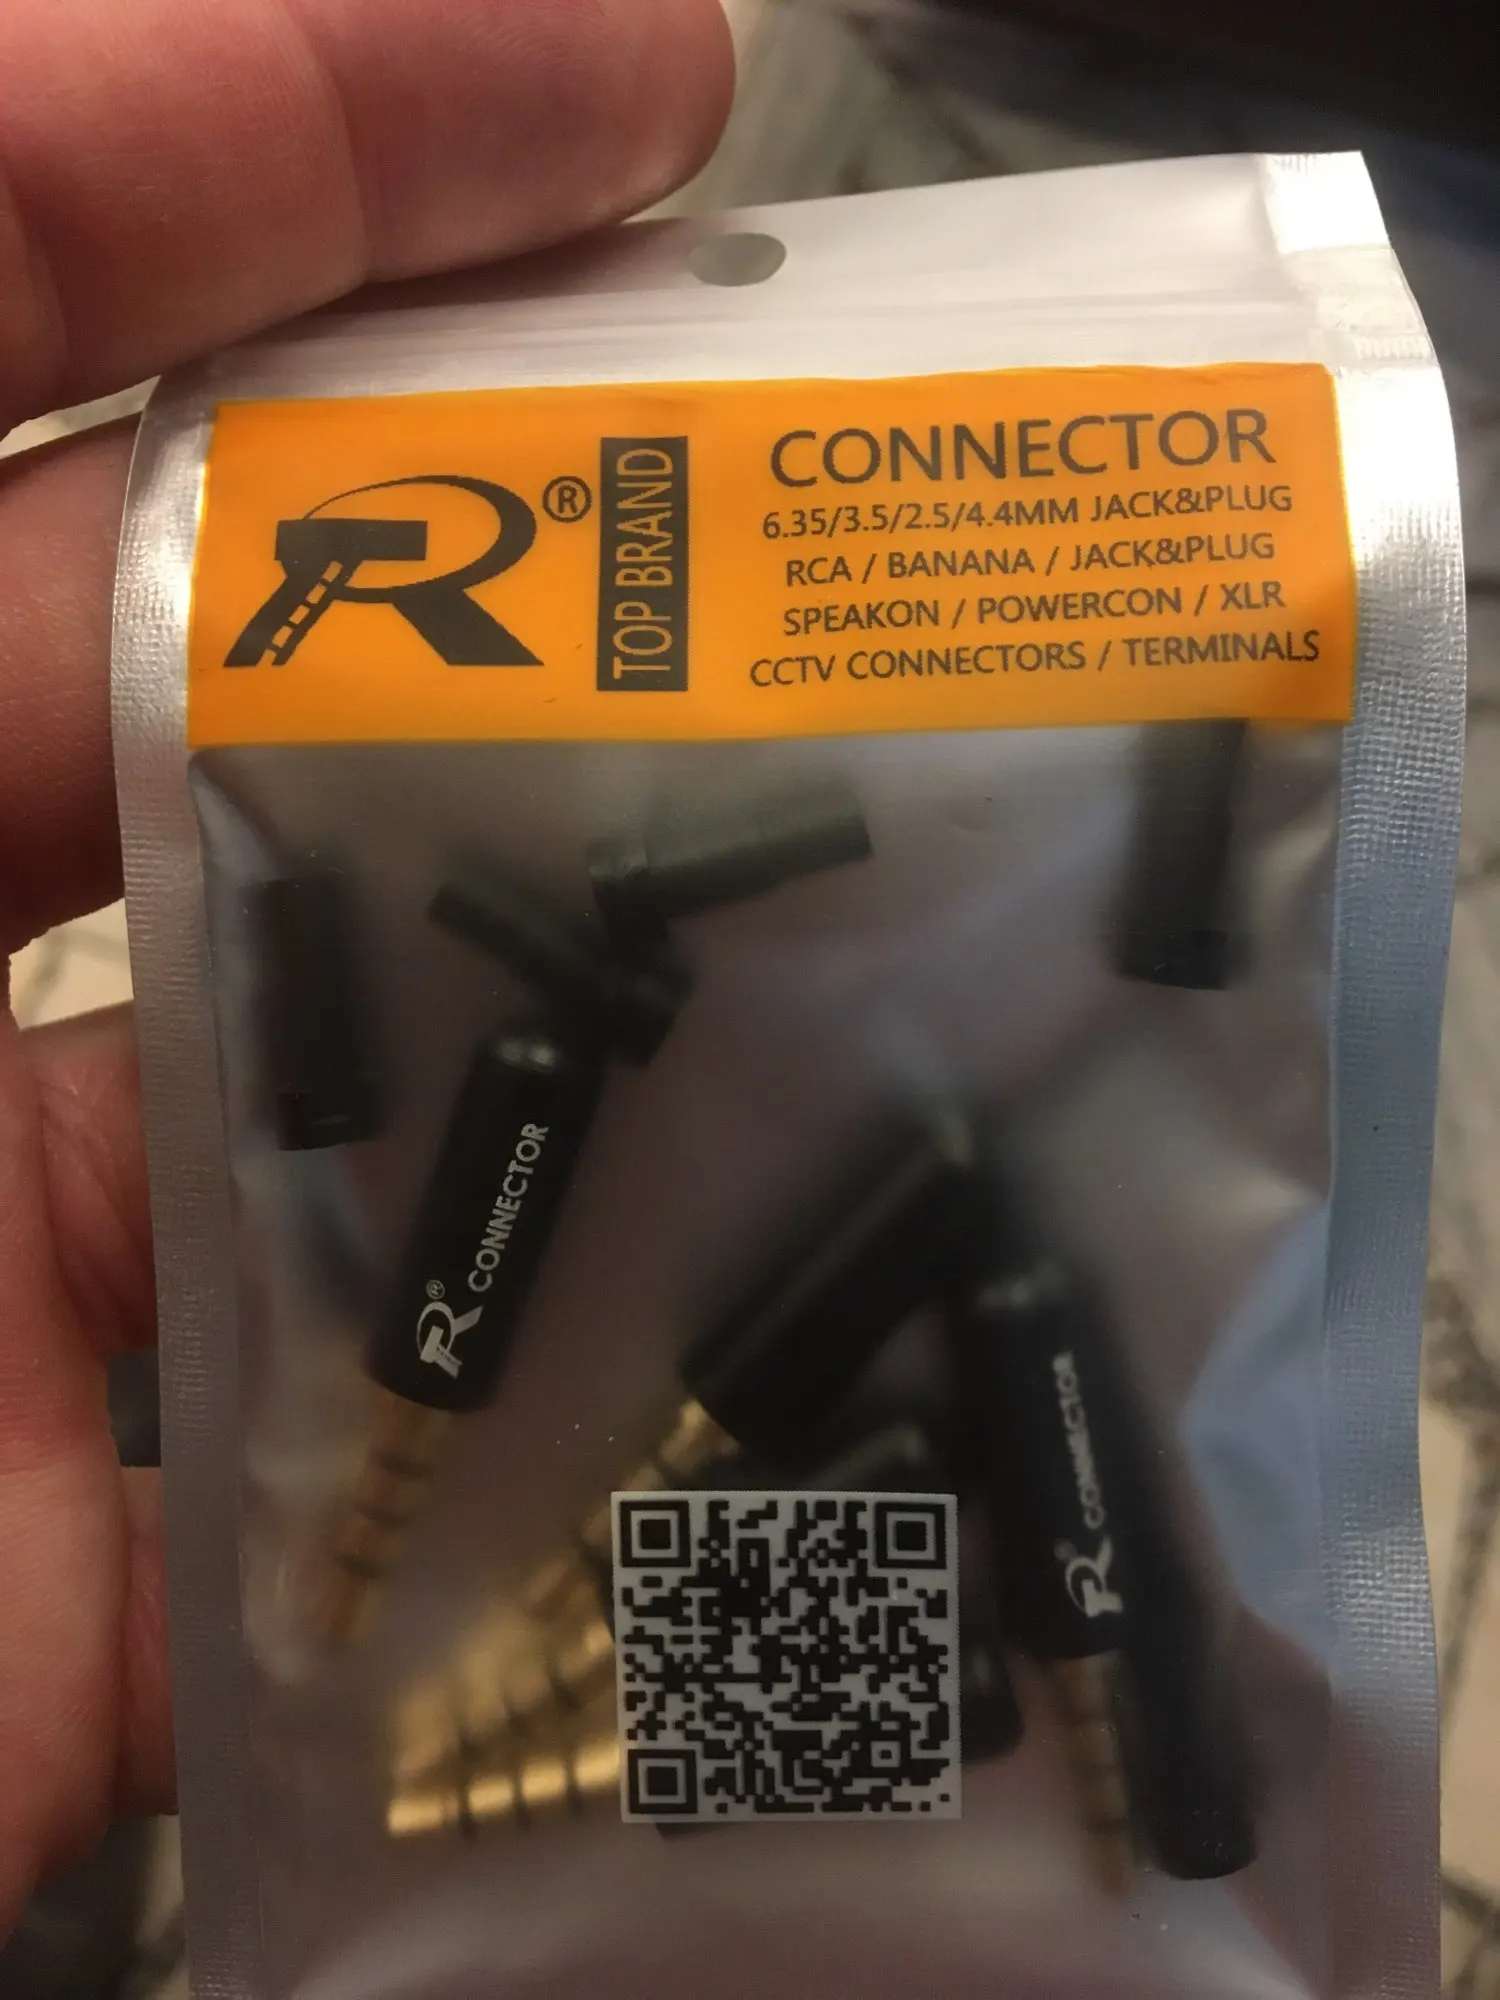 R®
TOP BRAND
CONNECTOR
6.35/3.5/2.5/4.4MM JACK&PLUG
RCA / BANANA / JACK&PLUG
SPEAKON / POWERCON / XLR
CCTV CONNECTORS / TERMINALS
R® CONNECTOR
R® CONNECTOR